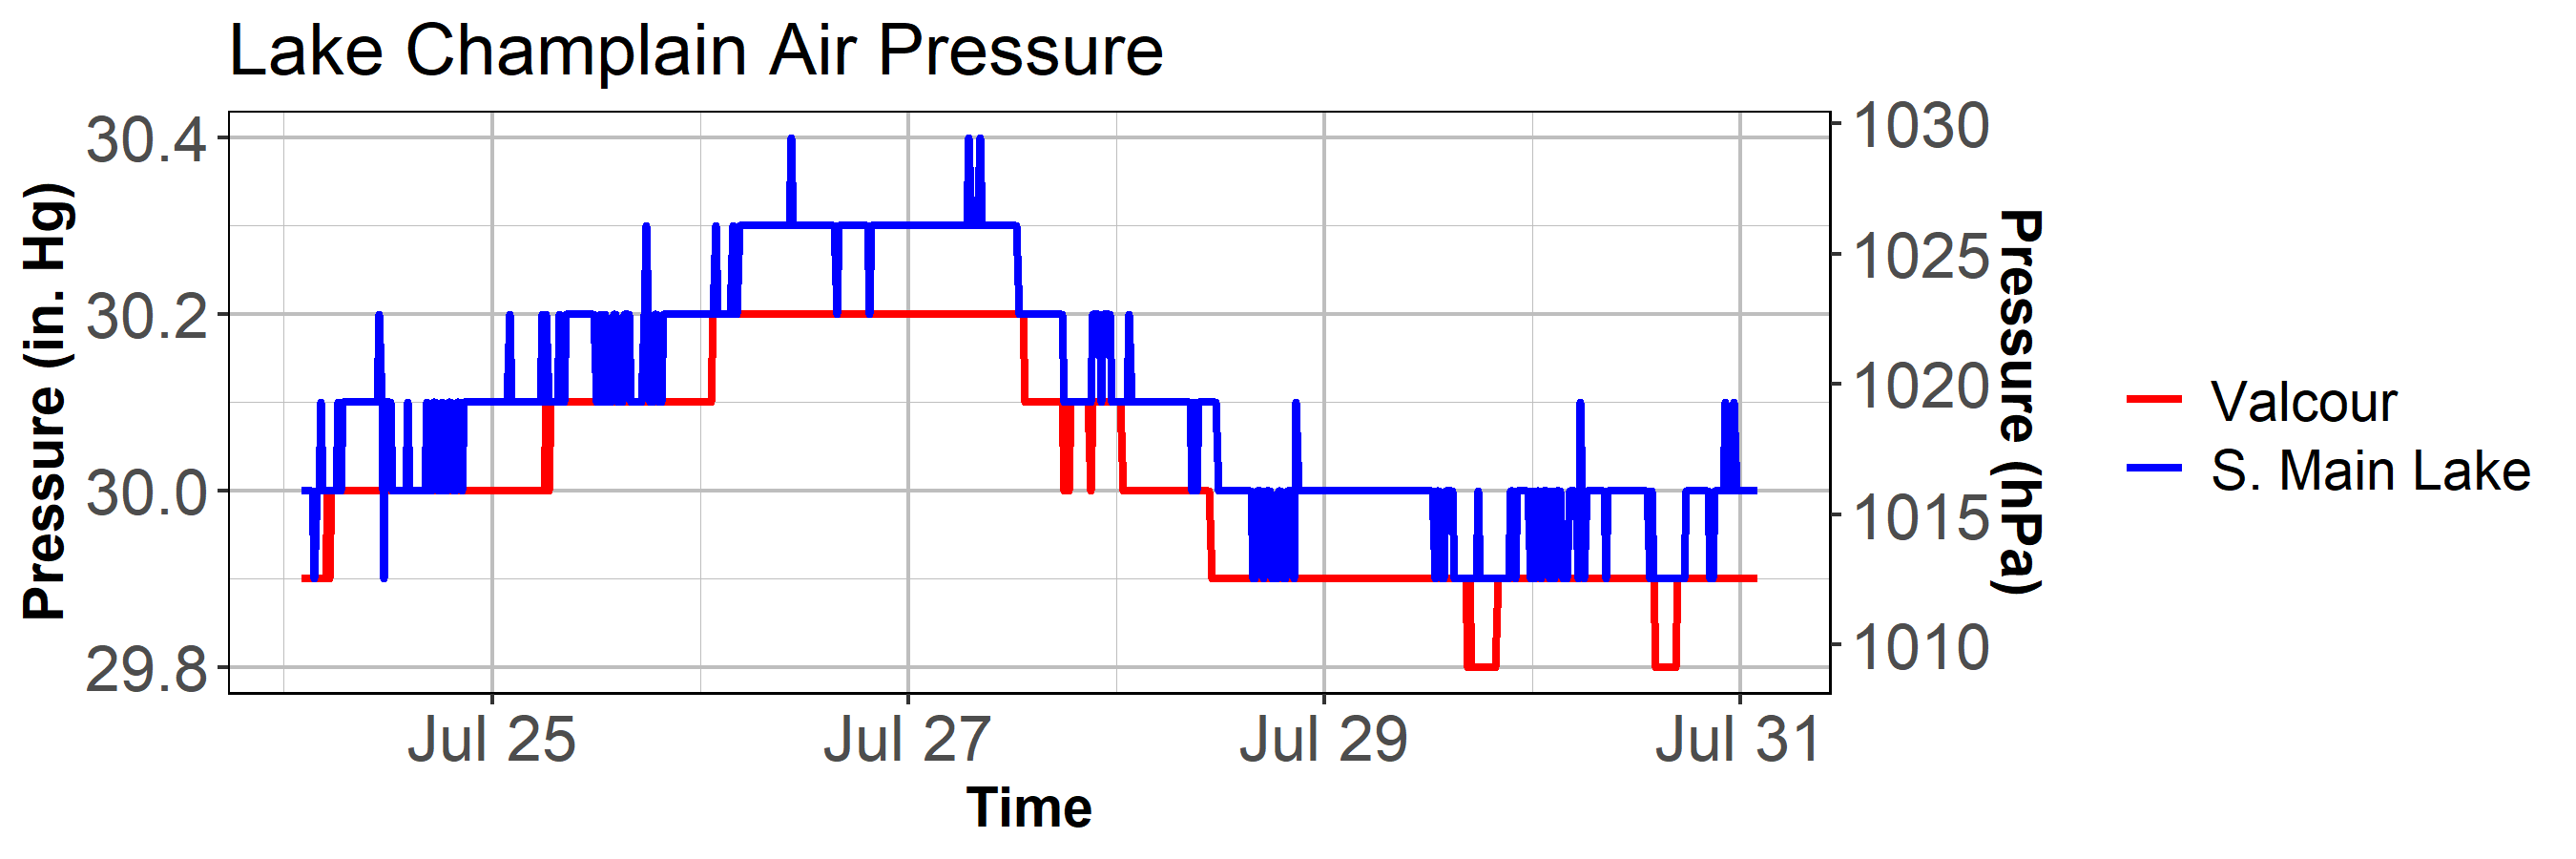 Lake Champlain Air Pressure
Pressure (in. Hg)
30.4
30.2
30.0
29.8
1030
1025
1020
1015
1010
Pressure (hPa)
Jul 25
Jul 27
Jul 29
Jul 31
Time
Valcour
S. Main Lake